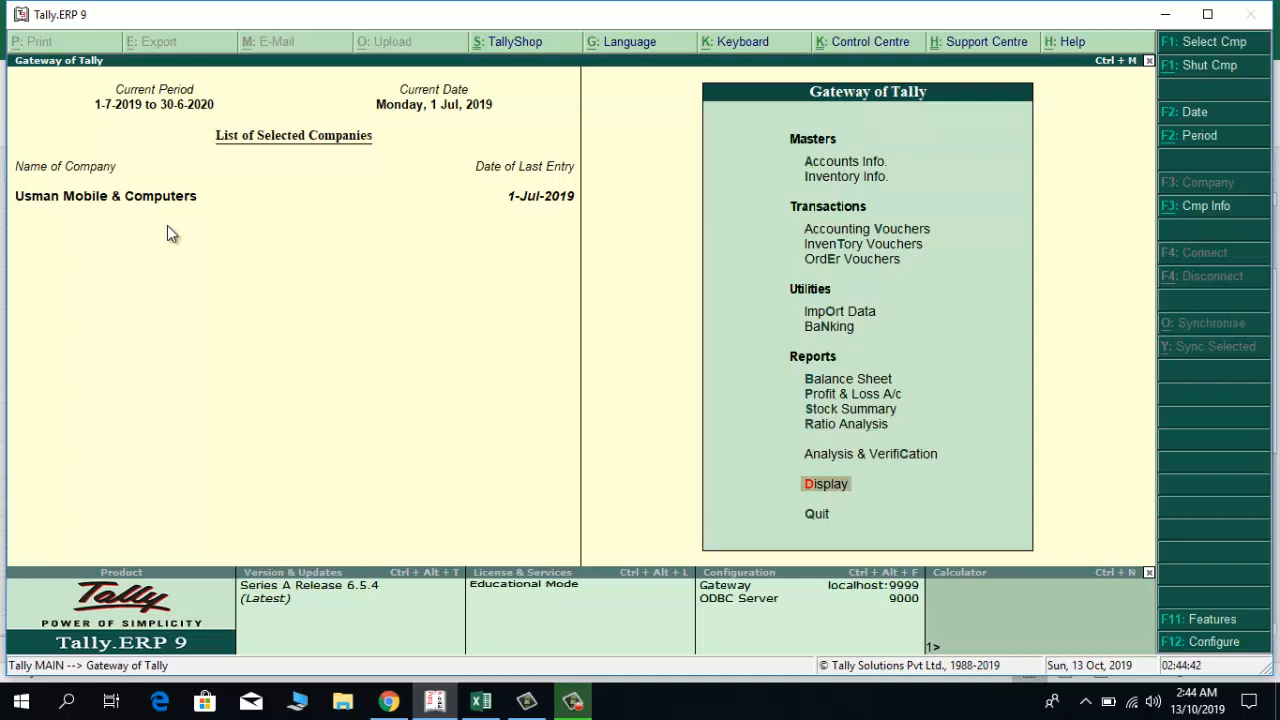 Tally.ERP 9
P: Print
E: Export
M: E-Mail
O: Upload
S: TallyShop
G: Language
K: Keyboard
K: Control Centre
H: Support Centre
H: Help
F1: Select Cmp
Gateway of Tally
Ctrl + M
F1: Shut Cmp
Current Period
Current Date
1-7-2019 to 30-6-2020
Monday, 1 Jul, 2019
List of Selected Companies
Name of Company
Date of Last Entry
Usman Mobile & Computers
1-Jul-2019
Gateway of Tally
Masters
Accounts Info.
Inventory Info.
Transactions
Accounting Vouchers
InvenTory Vouchers
OrdEr Vouchers
Utilities
ImpOrt Data
BaNking
Reports
Balance Sheet
Profit & Loss A/c
Stock Summary
Ratio Analysis
Analysis & VerifiCation
Display
Quit
F2: Date
F2: Period
F3: Company
F3: Cmp Info
F4: Connect
F4: Disconnect
O: Synchronise
Y: Sync Selected
F11: Features
F12: Configure
Product
Tally
POWER OF SIMPLICITY
Tally.ERP 9
Version & Updates
Ctrl + Alt + T
Series A Release 6.5.4
(Latest)
License & Services
Ctrl + Alt + L
Educational Mode
Configuration
Ctrl + Alt + F
Gateway
localhost:9999
ODBC Server
9000
Calculator
Ctrl + N
1>
Tally MAIN --> Gateway of Tally
© Tally Solutions Pvt Ltd., 1988-2019
Sun, 13 Oct, 2019
02:44:42
2:44 AM
13/10/2019